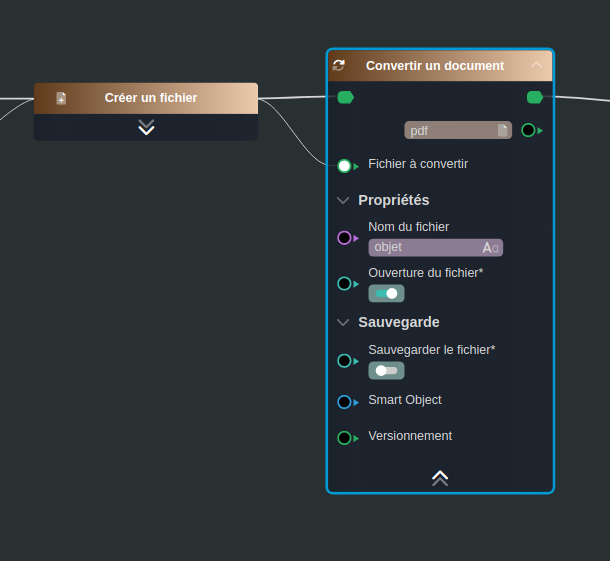 Créer un fichier
Convertir un document
pdf
Fichier à convertir
Propriétés
Nom du fichier
objet
Aa
Ouverture du fichier*
Sauvegarde
Sauvegarder le fichier*
Smart Object
Versionnement